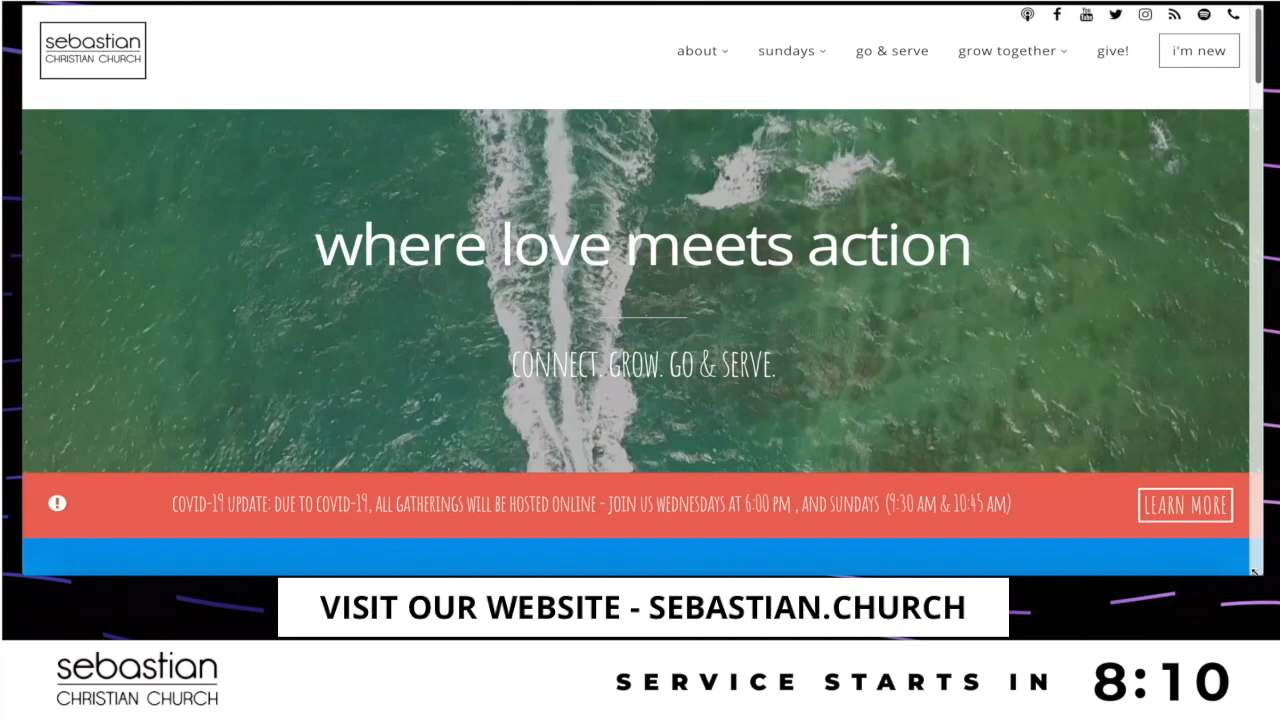 sebastian
CHRISTIAN CHURCH
about
sundays
go & serve
grow together
give!
i'm new
where love meets action
CONNECT. GROW. GO & SERVE.
COVID-19 UPDATE: DUE TO COVID-19, ALL GATHERINGS WILL BE HOSTED ONLINE - JOIN US WEDNESDAYS AT 6:00 PM , AND SUNDAYS (9:30 AM & 10:45 AM)
LEARN MORE
VISIT OUR WEBSITE - SEBASTIAN.CHURCH
sebastian
CHRISTIAN CHURCH
SERVICE STARTS IN 8:10